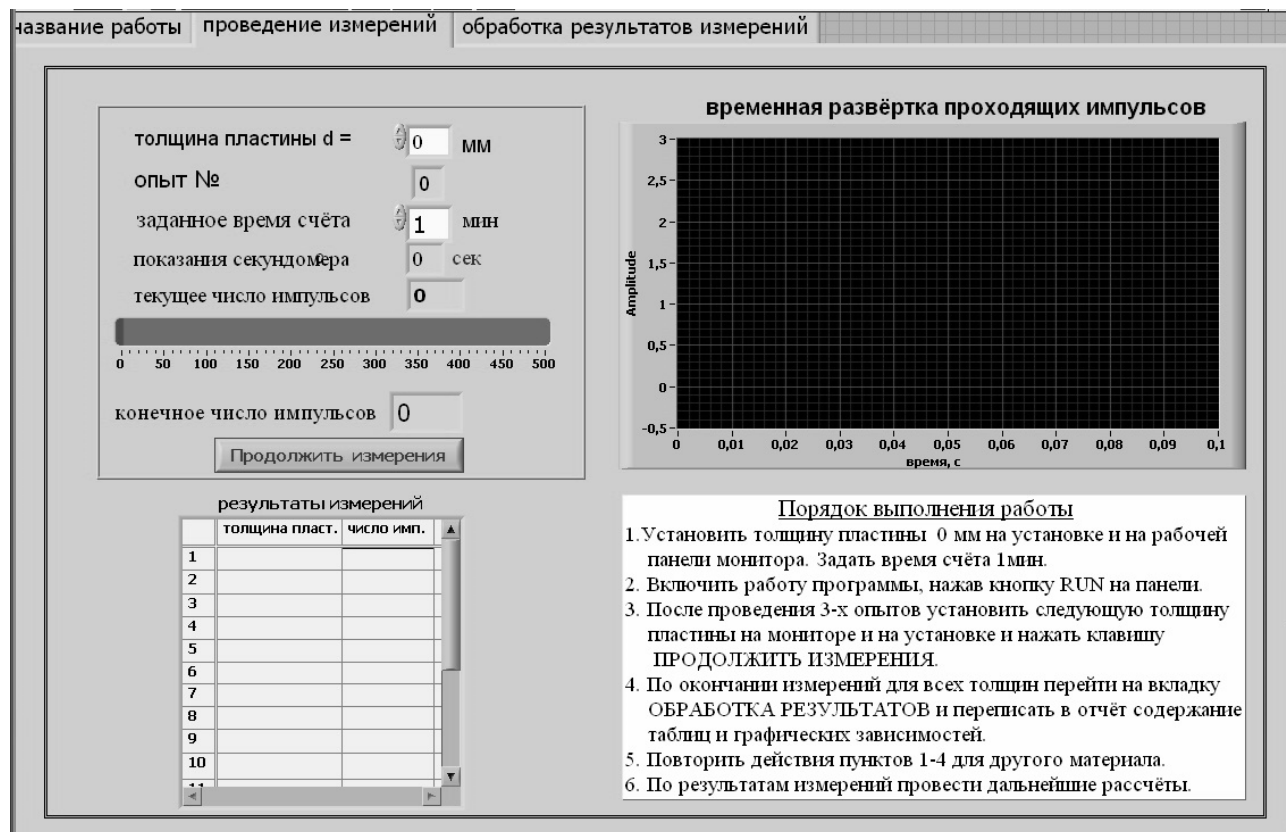 название работы
проведение измерений
обработка результатов измерений
толщина пластины d = 0 мм
опыт № 0
заданное время счёта 1 мин
показания секундомера 0 сек
текущее число импульсов 0
0 50 100 150 200 250 300 350 400 450 500
конечное число импульсов 0
Продолжить измерения
временная развёртка проходящих импульсов
Amplitude
3
2,5
2
1,5
1
0,5
0
-0,5
0 0,01 0,02 0,03 0,04 0,05 0,06 0,07 0,08 0,09 0,1
время, с
результаты измерений
толщина пласт. число имп.
1
2
3
4
5
6
7
8
9
10
Порядок выполнения работы
1.Установить толщину пластины 0 мм на установке и на рабочей
панели монитора. Задать время счёта 1мин.
2. Включить работу программы, нажав кнопку RUN на панели.
3. После проведения 3-х опытов установить следующую толщину
пластины на мониторе и на установке и нажать клавишу
ПРОДОЛЖИТЬ ИЗМЕРЕНИЯ.
4. По окончании измерений для всех толщин перейти на вкладку
ОБРАБОТКА РЕЗУЛЬТАТОВ и переписать в отчёт содержание
таблиц и графических зависимостей.
5. Повторить действия пунктов 1-4 для другого материала.
6. По результатам измерений провести дальнейшие рассчёты.